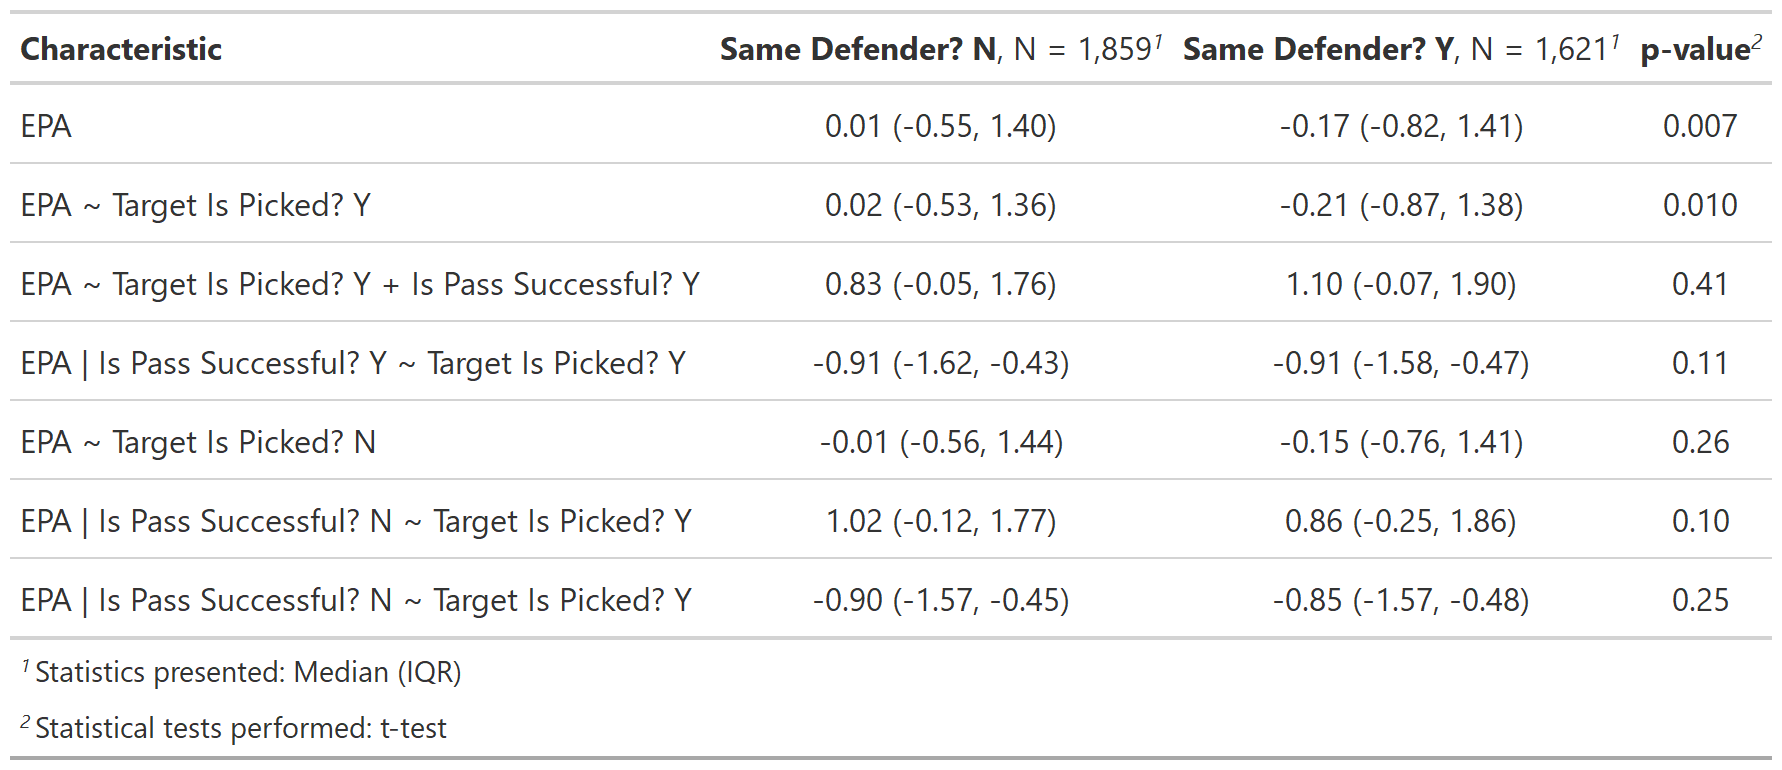 Characteristic Same Defender? N, N = 1,859¹ Same Defender? Y, N = 1,621¹ p-value²
EPA 0.01 (-0.55, 1.40) -0.17 (-0.82, 1.41) 0.007
EPA ~ Target Is Picked? Y 0.02 (-0.53, 1.36) -0.21 (-0.87, 1.38) 0.010
EPA ~ Target Is Picked? Y + Is Pass Successful? Y 0.83 (-0.05, 1.76) 1.10 (-0.07, 1.90) 0.41
EPA | Is Pass Successful? Y ~ Target Is Picked? Y -0.91 (-1.62, -0.43) -0.91 (-1.58, -0.47) 0.11
EPA ~ Target Is Picked? N -0.01 (-0.56, 1.44) -0.15 (-0.76, 1.41) 0.26
EPA | Is Pass Successful? N ~ Target Is Picked? Y 1.02 (-0.12, 1.77) 0.86 (-0.25, 1.86) 0.10
EPA | Is Pass Successful? N ~ Target Is Picked? Y -0.90 (-1.57, -0.45) -0.85 (-1.57, -0.48) 0.25
¹ Statistics presented: Median (IQR)
² Statistical tests performed: t-test